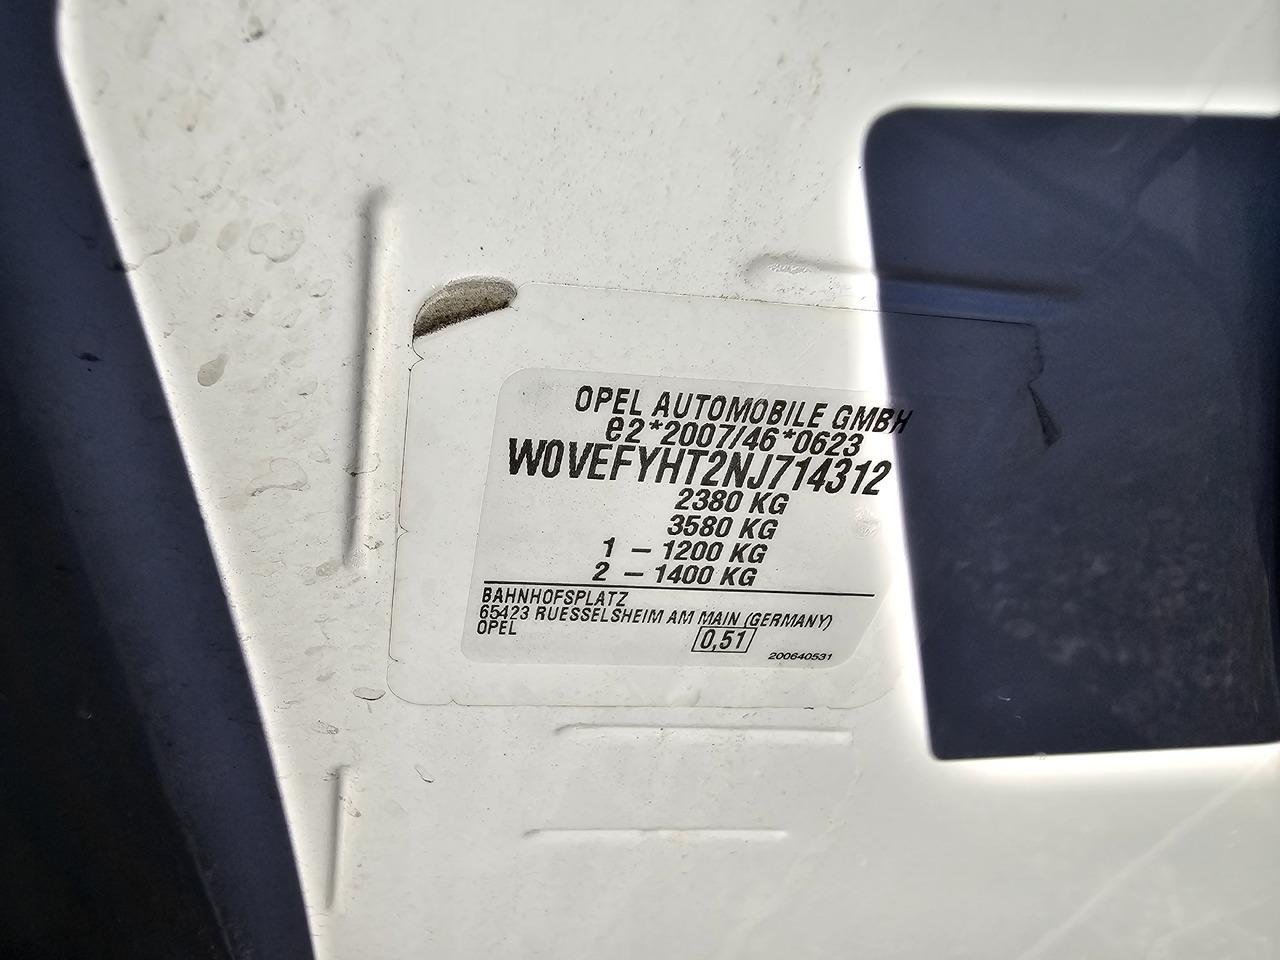 OPEL AUTOMOBILE GMBH
e2*2007/46*0623
W0VEFYHT2NJ714312
2380 KG
3580 KG
1 – 1200 KG
2 – 1400 KG
BAHNHOFSPLATZ
65423 RUESSELSHEIM AM MAIN (GERMANY)
OPEL
0,51
200640531